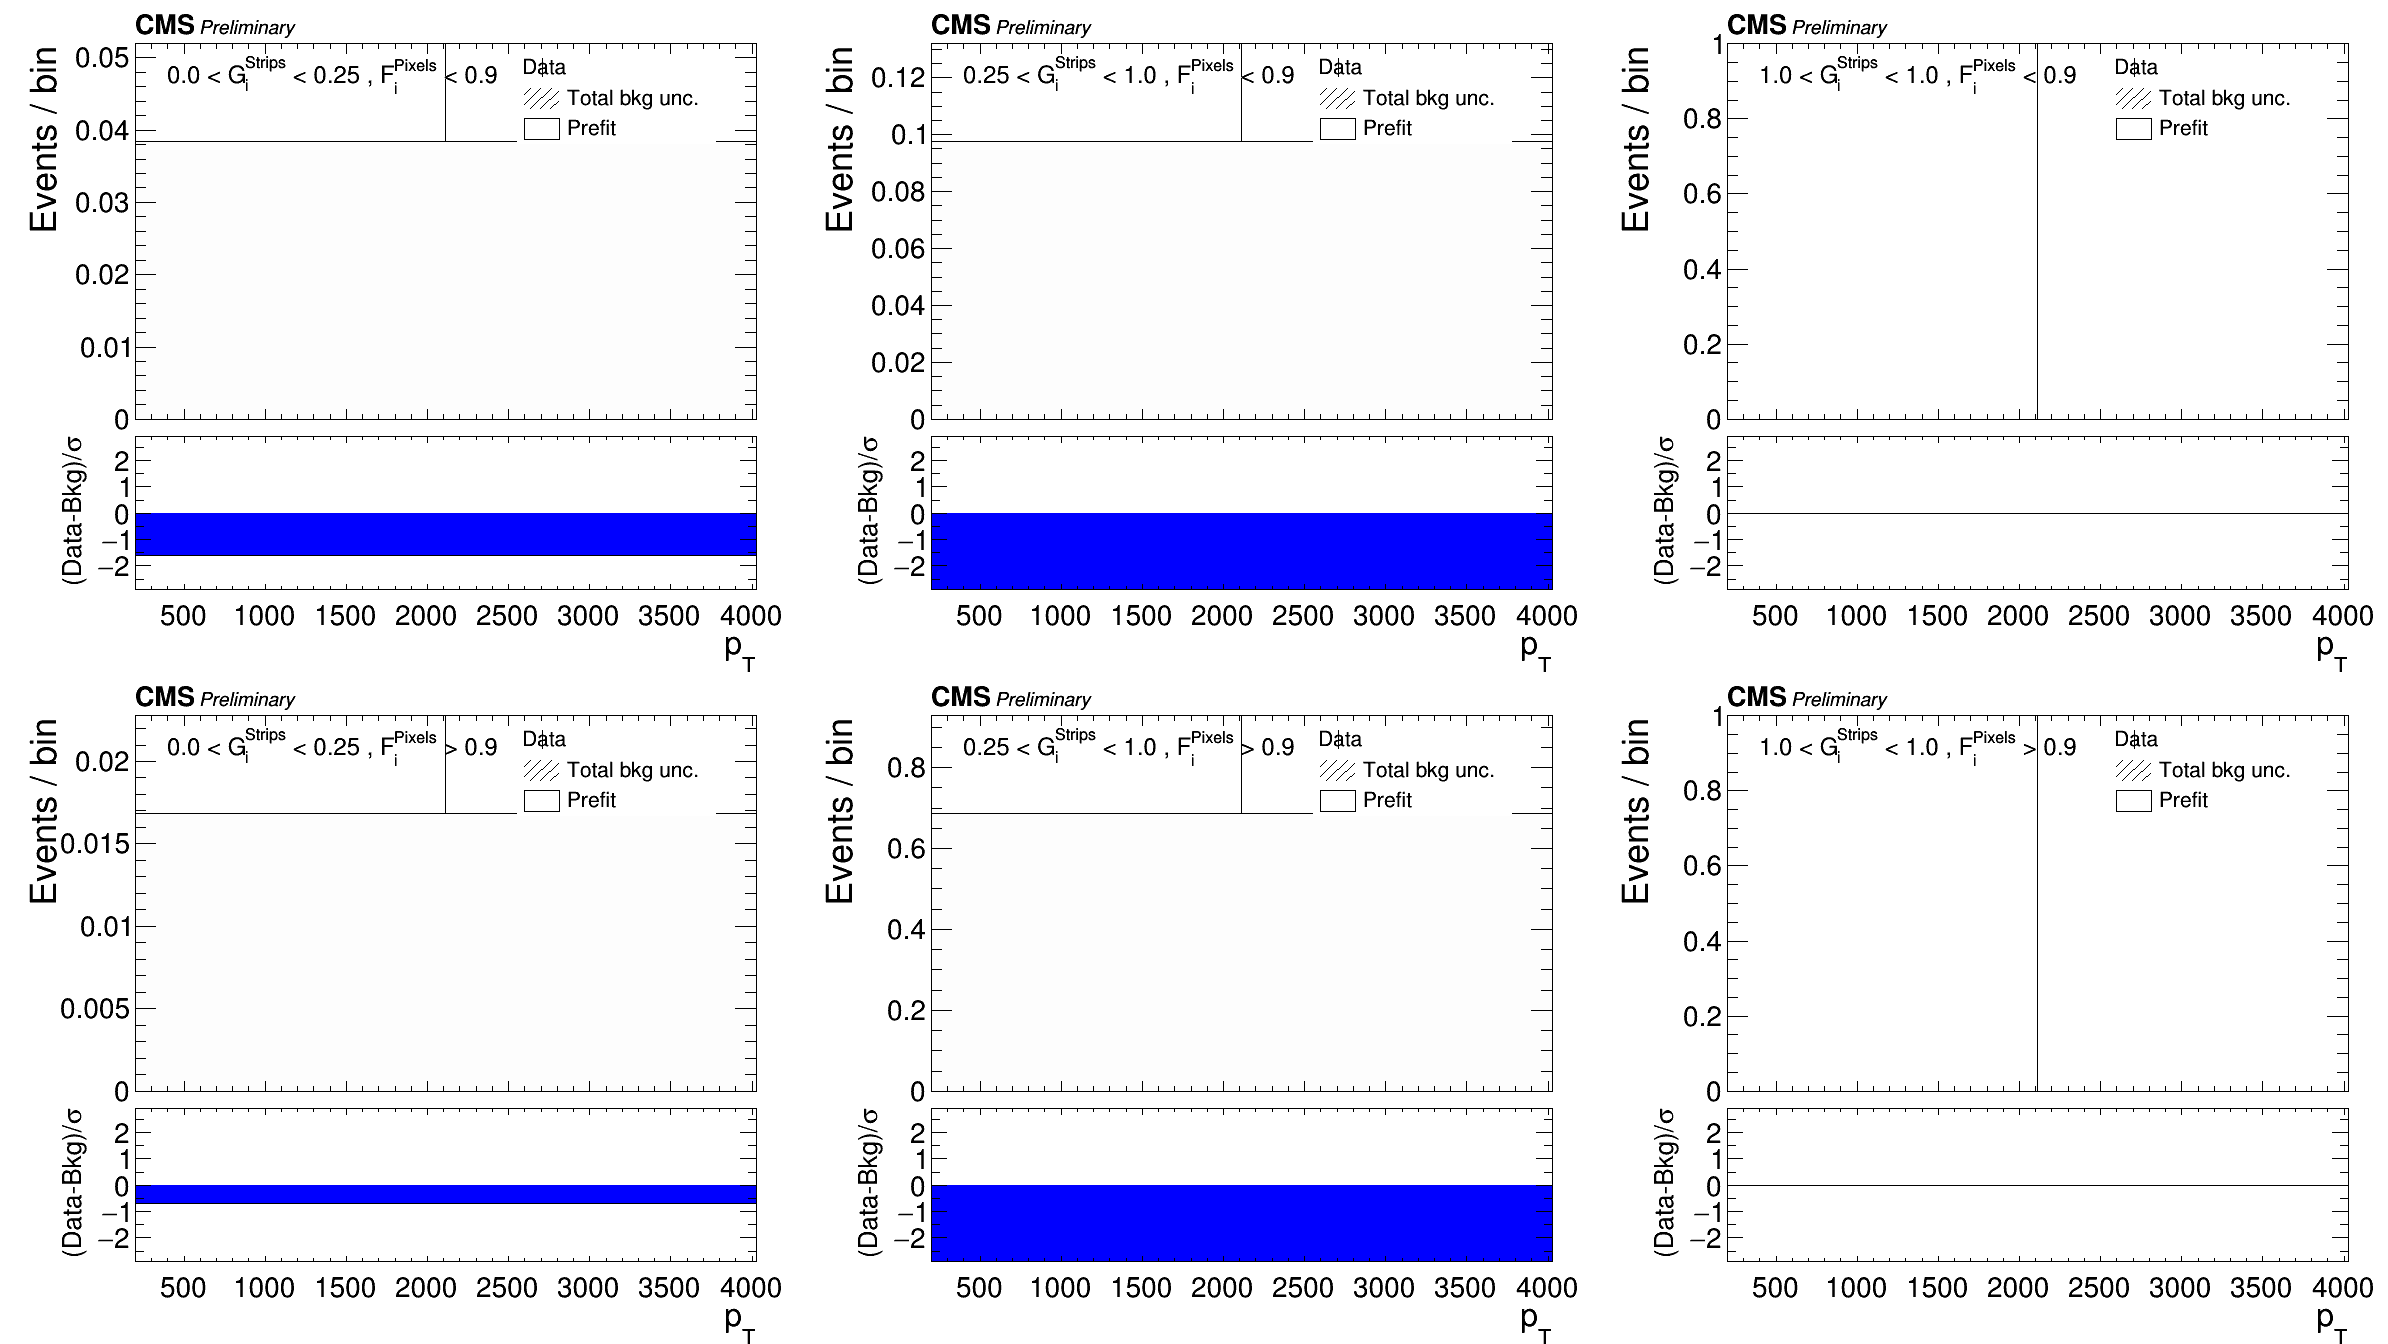 CMS Preliminary
Events / bin
0.0 < G_i^Strips < 0.25 , F_i^Pixels < 0.9
Data
Total bkg unc.
Prefit
0.05
0.04
0.03
0.02
0.01
0
(Data-Bkg)/σ
2
1
0
−1
−2
500 1000 1500 2000 2500 3000 3500 4000
p_T
CMS Preliminary
Events / bin
0.25 < G_i^Strips < 1.0 , F_i^Pixels < 0.9
Data
Total bkg unc.
Prefit
0.12
0.1
0.08
0.06
0.04
0.02
0
(Data-Bkg)/σ
2
1
0
−1
−2
500 1000 1500 2000 2500 3000 3500 4000
p_T
CMS Preliminary
Events / bin
1.0 < G_i^Strips < 1.0 , F_i^Pixels < 0.9
Data
Total bkg unc.
Prefit
1
0.8
0.6
0.4
0.2
0
(Data-Bkg)/σ
2
1
0
−1
−2
500 1000 1500 2000 2500 3000 3500 4000
p_T
CMS Preliminary
Events / bin
0.0 < G_i^Strips < 0.25 , F_i^Pixels > 0.9
Data
Total bkg unc.
Prefit
0.02
0.015
0.01
0.005
0
(Data-Bkg)/σ
2
1
0
−1
−2
500 1000 1500 2000 2500 3000 3500 4000
p_T
CMS Preliminary
Events / bin
0.25 < G_i^Strips < 1.0 , F_i^Pixels > 0.9
Data
Total bkg unc.
Prefit
0.8
0.6
0.4
0.2
0
(Data-Bkg)/σ
2
1
0
−1
−2
500 1000 1500 2000 2500 3000 3500 4000
p_T
CMS Preliminary
Events / bin
1.0 < G_i^Strips < 1.0 , F_i^Pixels > 0.9
Data
Total bkg unc.
Prefit
1
0.8
0.6
0.4
0.2
0
(Data-Bkg)/σ
2
1
0
−1
−2
500 1000 1500 2000 2500 3000 3500 4000
p_T